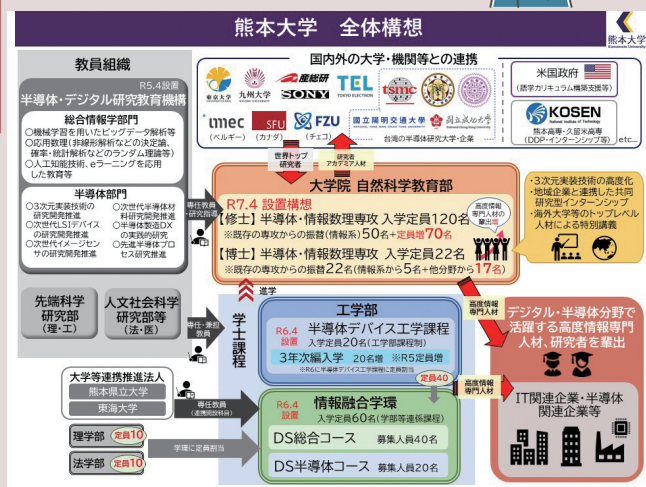 熊本大学 全体構想
熊本大学
Kumamoto University
教員組織
R5.4設置
半導体・デジタル研究教育機構
総合情報学部門
○機械学習を用いたビッグデータ解析等
○応用数理(非線形解析などの決定論、
確率・統計解析などのランダム理論等)
○人工知能技術、eラーニングを応用
した教育等
半導体部門
○3次元実装技術の
研究開発推進
○次世代LSIデバイス
の研究開発推進
○次世代イメージセン
サの研究開発推進
○次世代半導体材
料研究開発推進
○半導体製造DX
の実践的研究
○先進半導体プロ
セス研究推進
先端科学
研究部
(理・工)
人文社会科学
研究部等
(法・医)
国内外の大学・機関等との連携
東京大学
九州大学
産総研
SONY
TEL
TOKYO ELECTRON
tsmc
imec
(ベルギー)
SFU
(カナダ)
FZU
(チェコ)
國立陽明交通大學
國立成功大學
台湾の半導体研究大学・企業
米国政府
(語学カリキュラム構築支援等)
KOSEN
National Institute of Technology
熊本高専・久留米高専
(DDP・インターンシップ等)
etc...
世界トップ
研究者
研究者
アカデミア人材
専任教員
・研究指導
大学院 自然科学教育部
R7.4 設置構想
【修士】半導体・情報数理専攻 入学定員120名
※既存の専攻からの振替(情報系)50名+定員増70名
【博士】半導体・情報数理専攻 入学定員22名
※既存の専攻からの振替22名(情報系から5名+他分野から17名)
高度情報
専門人材の
輩出
・3次元実装技術の高度化
・地域企業と連携した共同
研究型インターンシップ
・海外大学等のトップレベル
人材による特別講義
進学
学士課程
専任・兼担
教員
工学部
R6.4
設置
半導体デバイス工学課程
入学定員20名(工学部課程制)
3年次編入学 20名増 ※R5定員増
※R6に半導体デバイス工学課程に定員割当
定員40
高度情報
専門人材
高度情報
専門人材
デジタル・半導体分野で
活躍する高度情報専門
人材、研究者を輩出
IT関連企業・半導体
関連企業等
大学等連携推進法人
熊本県立大学
東海大学
専任教員
(連携開設科目)
R6.4
設置
情報融合学環
入学定員60名(学部等連係課程)
DS総合コース 募集人員40名
DS半導体コース 募集人員20名
理学部 定員10
法学部 定員10
学環に定員割当